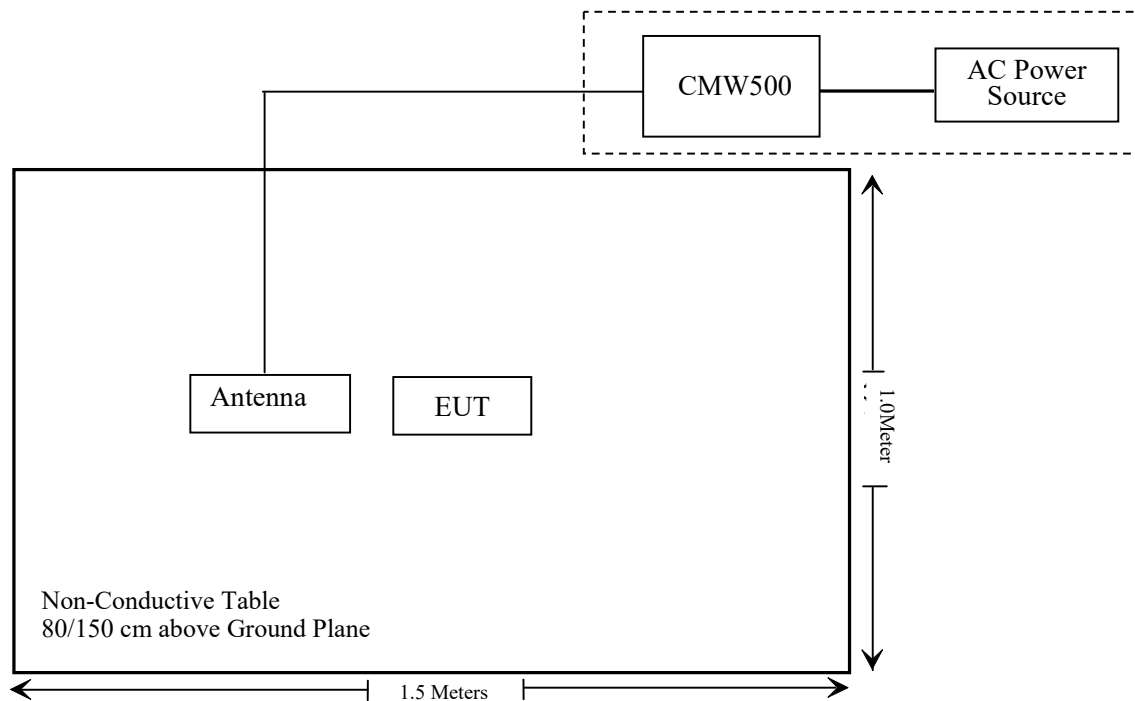 CMW500
AC Power
Source
Antenna
EUT
1.0Meter
Non-Conductive Table
80/150 cm above Ground Plane
1.5 Meters